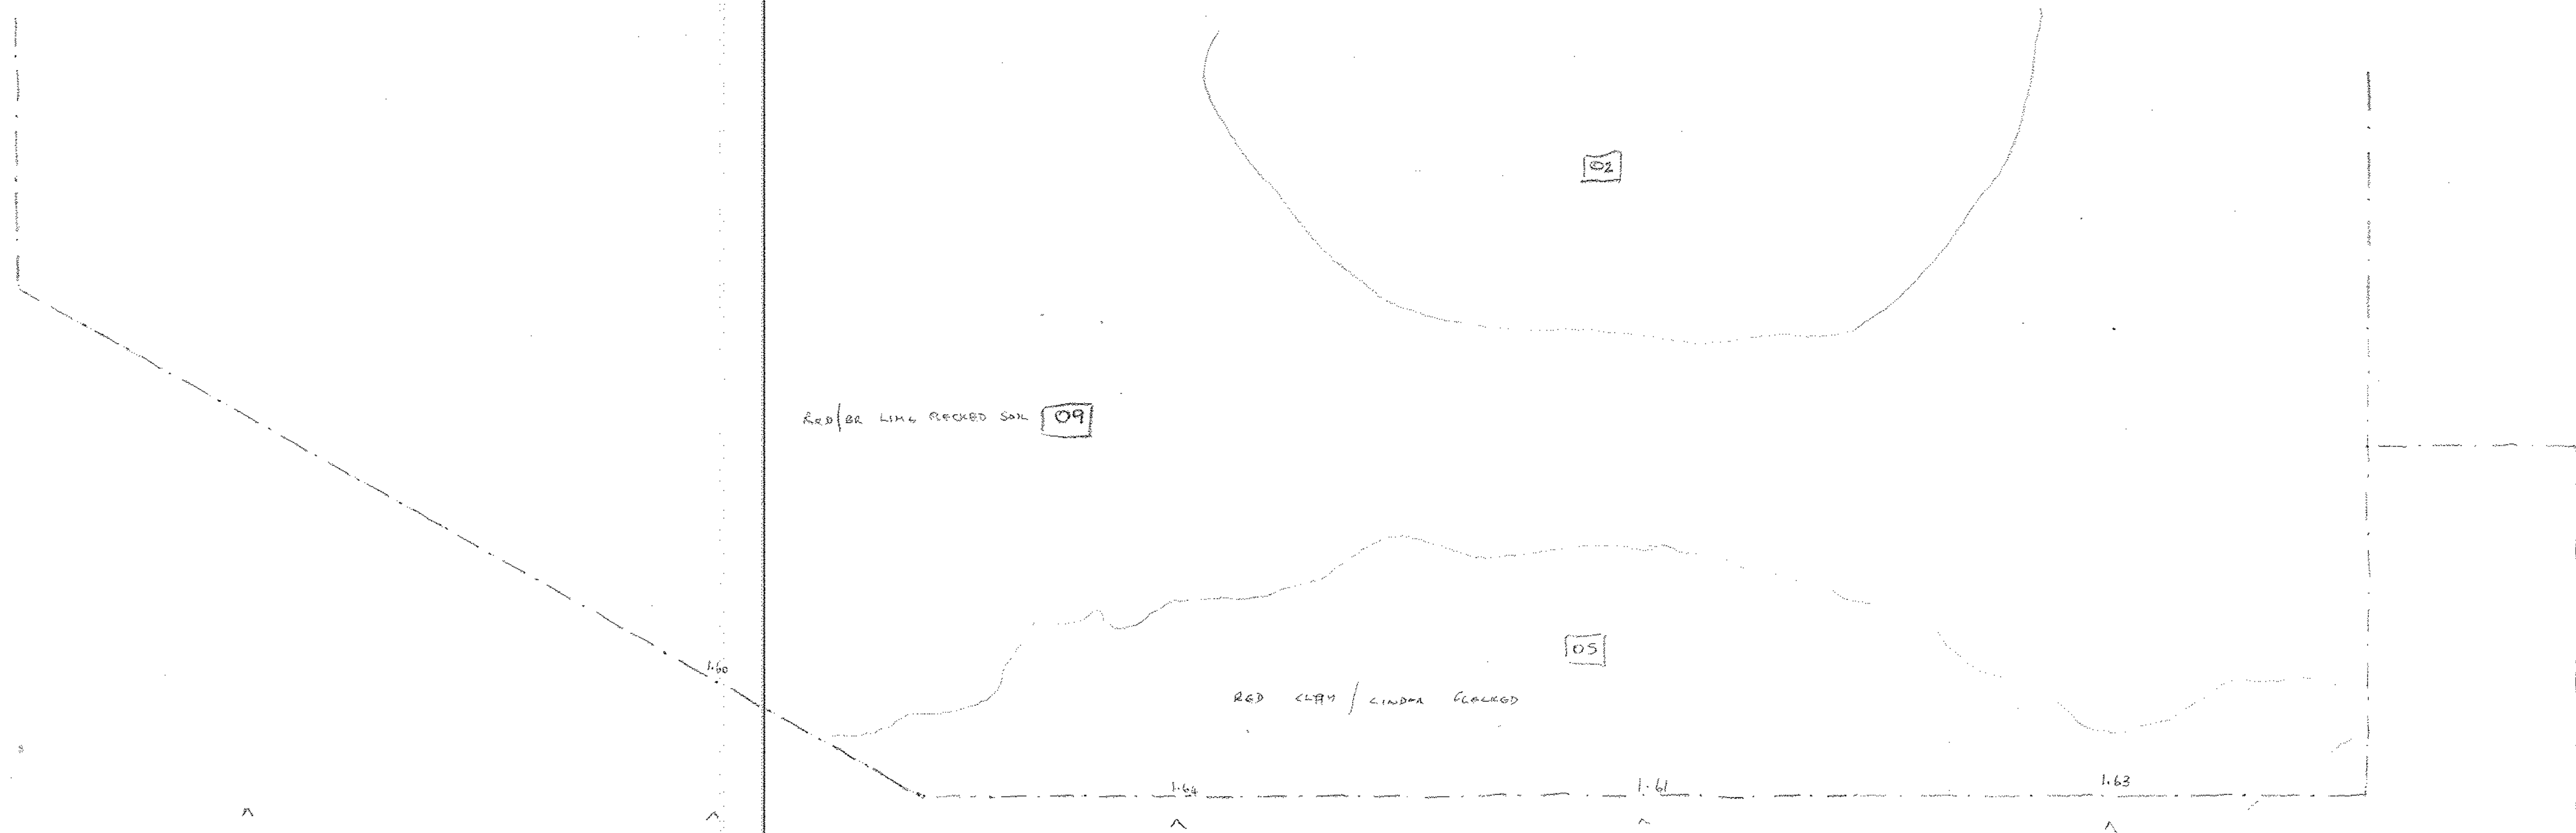 02
RED/BR LIME FLECKED SOIL 09
05
1.60
RED CLAY / CINDER FLECKED
1.64 1.61 1.63